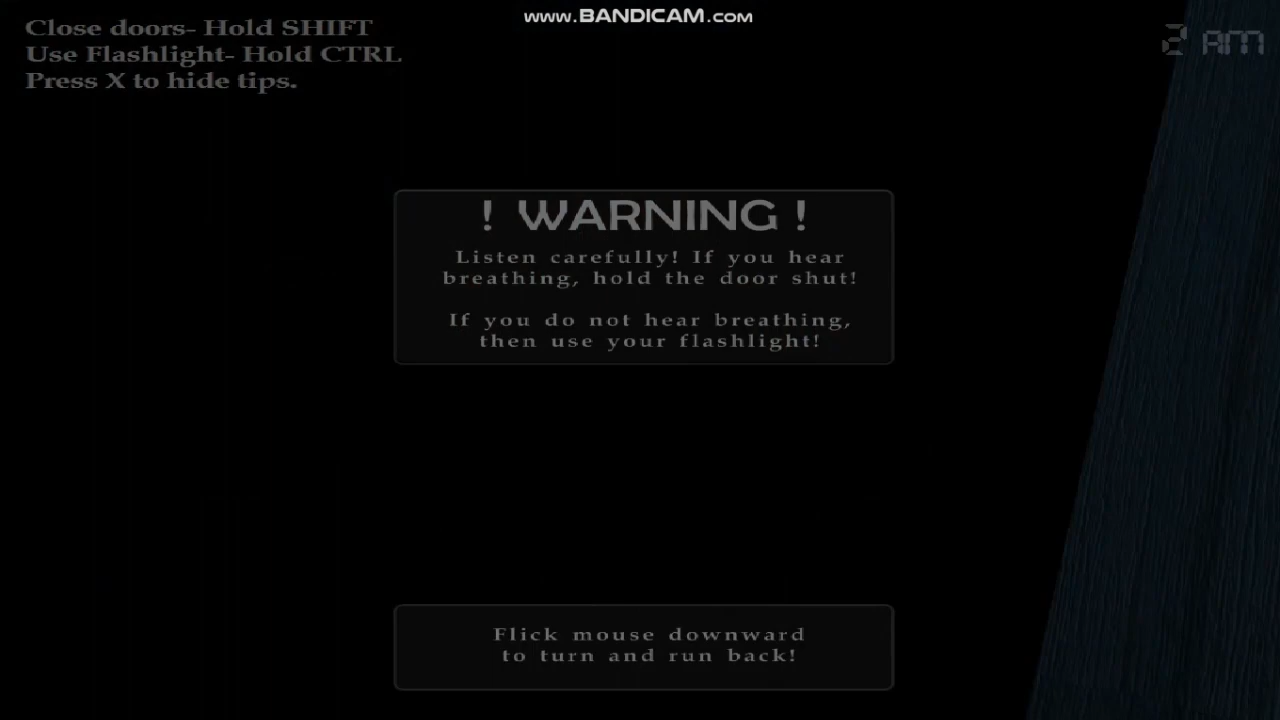 www.BANDICAM.com
Close doors- Hold SHIFT
Use Flashlight- Hold CTRL
Press X to hide tips.
2 AM
! WARNING !
Listen carefully! If you hear
breathing, hold the door shut!
If you do not hear breathing,
then use your flashlight!
Flick mouse downward
to turn and run back!